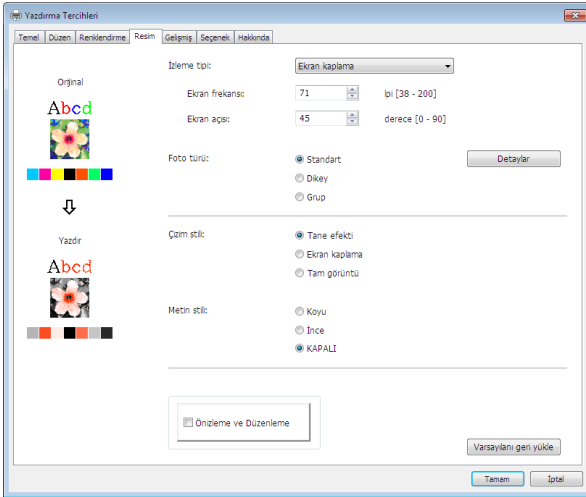 Yazdırma Tercihleri
Temel Düzen Renklendirme Resim Gelişmiş Seçenek Hakkında
İzleme tipi: Ekran kaplama
Orjinal
Abcd
Ekran frekansı: 71 lpi [38 - 200]
Ekran açısı: 45 derece [0 - 90]
Foto türü: Standart Detaylar
Dikey
Grup
Yazdır
Abcd
Çizim stili: Tane efekti
Ekran kaplama
Tam görüntü
Metin stili: Koyu
İnce
KAPALI
Önizleme ve Düzenleme
Varsayılanı geri yükle
Tamam İptal